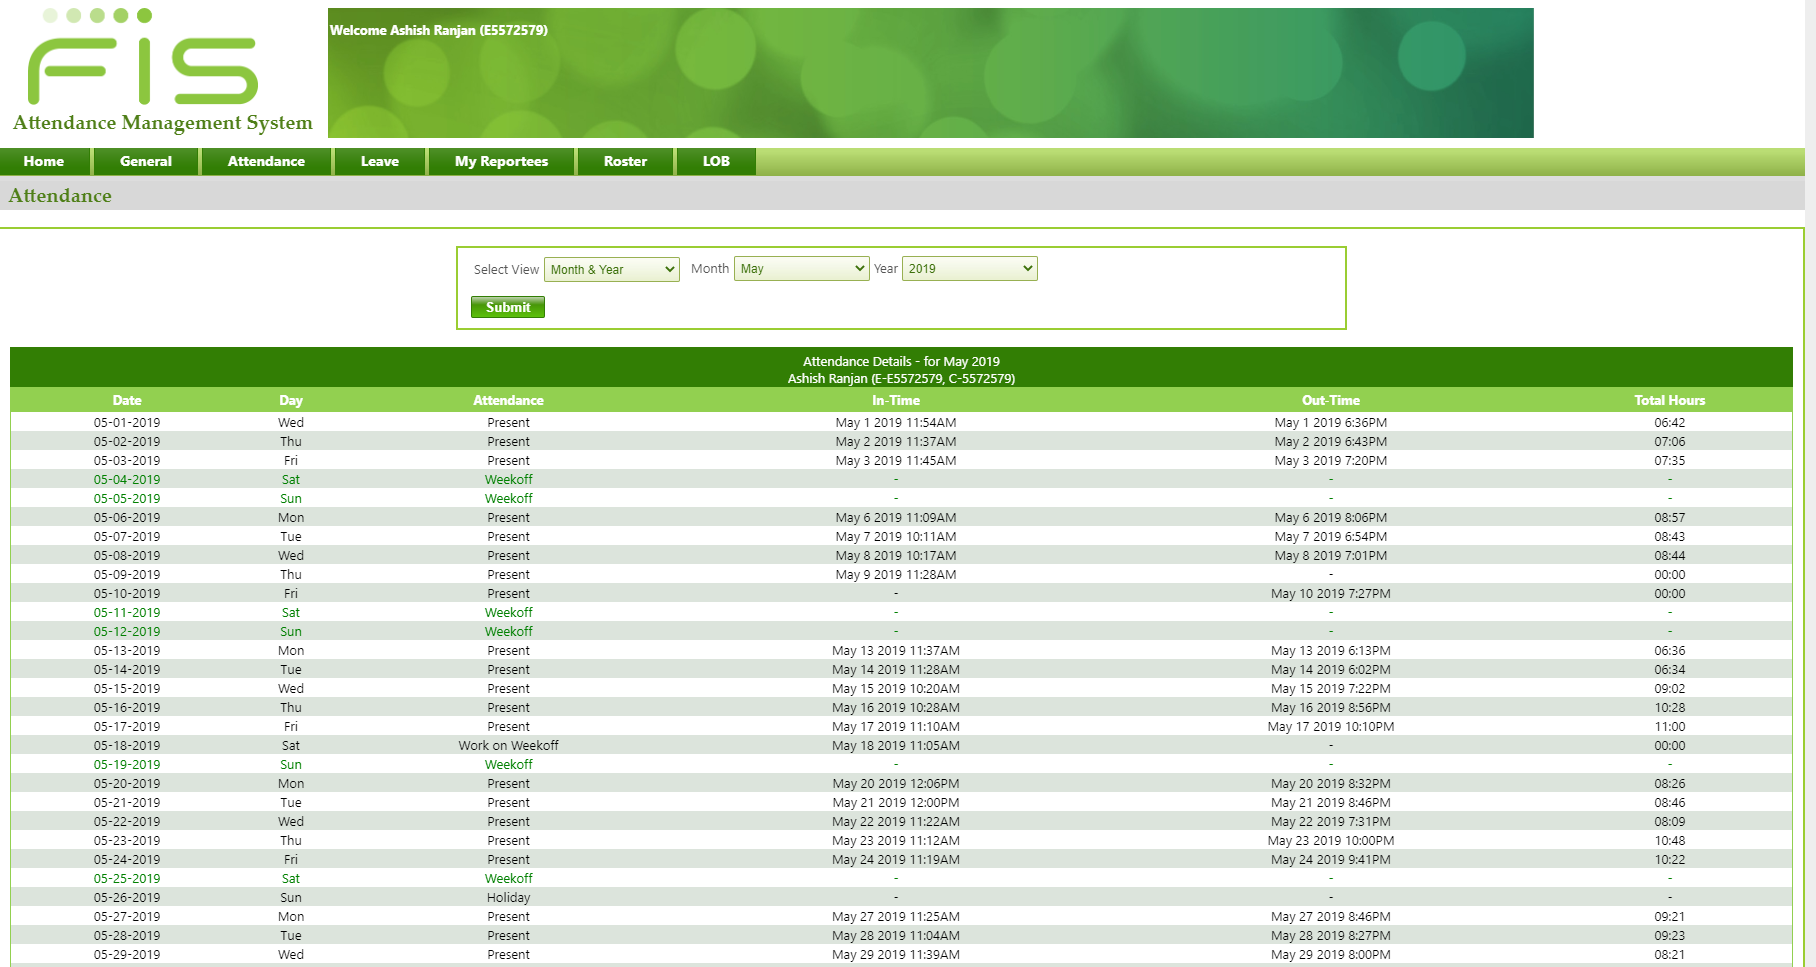 FIS
Attendance Management System
Welcome Ashish Ranjan (E5572579)
Home General Attendance Leave My Reportees Roster LOB
Attendance
Select View Month & Year Month May Year 2019
Submit
Attendance Details - for May 2019
Ashish Ranjan (E-E5572579, C-5572579)
Date Day Attendance In-Time Out-Time Total Hours
05-01-2019 Wed Present May 1 2019 11:54AM May 1 2019 6:36PM 06:42
05-02-2019 Thu Present May 2 2019 11:37AM May 2 2019 6:43PM 07:06
05-03-2019 Fri Present May 3 2019 11:45AM May 3 2019 7:20PM 07:35
05-04-2019 Sat Weekoff - - -
05-05-2019 Sun Weekoff - - -
05-06-2019 Mon Present May 6 2019 11:09AM May 6 2019 8:06PM 08:57
05-07-2019 Tue Present May 7 2019 10:11AM May 7 2019 6:54PM 08:43
05-08-2019 Wed Present May 8 2019 10:17AM May 8 2019 7:01PM 08:44
05-09-2019 Thu Present May 9 2019 11:28AM - 00:00
05-10-2019 Fri Present - May 10 2019 7:27PM 00:00
05-11-2019 Sat Weekoff - - -
05-12-2019 Sun Weekoff - - -
05-13-2019 Mon Present May 13 2019 11:37AM May 13 2019 6:13PM 06:36
05-14-2019 Tue Present May 14 2019 11:28AM May 14 2019 6:02PM 06:34
05-15-2019 Wed Present May 15 2019 10:20AM May 15 2019 7:22PM 09:02
05-16-2019 Thu Present May 16 2019 10:28AM May 16 2019 8:56PM 10:28
05-17-2019 Fri Present May 17 2019 11:10AM May 17 2019 10:10PM 11:00
05-18-2019 Sat Work on Weekoff May 18 2019 11:05AM - 00:00
05-19-2019 Sun Weekoff - - -
05-20-2019 Mon Present May 20 2019 12:06PM May 20 2019 8:32PM 08:26
05-21-2019 Tue Present May 21 2019 12:00PM May 21 2019 8:46PM 08:46
05-22-2019 Wed Present May 22 2019 11:22AM May 22 2019 7:31PM 08:09
05-23-2019 Thu Present May 23 2019 11:12AM May 23 2019 10:00PM 10:48
05-24-2019 Fri Present May 24 2019 11:19AM May 24 2019 9:41PM 10:22
05-25-2019 Sat Weekoff - - -
05-26-2019 Sun Holiday - - -
05-27-2019 Mon Present May 27 2019 11:25AM May 27 2019 8:46PM 09:21
05-28-2019 Tue Present May 28 2019 11:04AM May 28 2019 8:27PM 09:23
05-29-2019 Wed Present May 29 2019 11:39AM May 29 2019 8:00PM 08:21